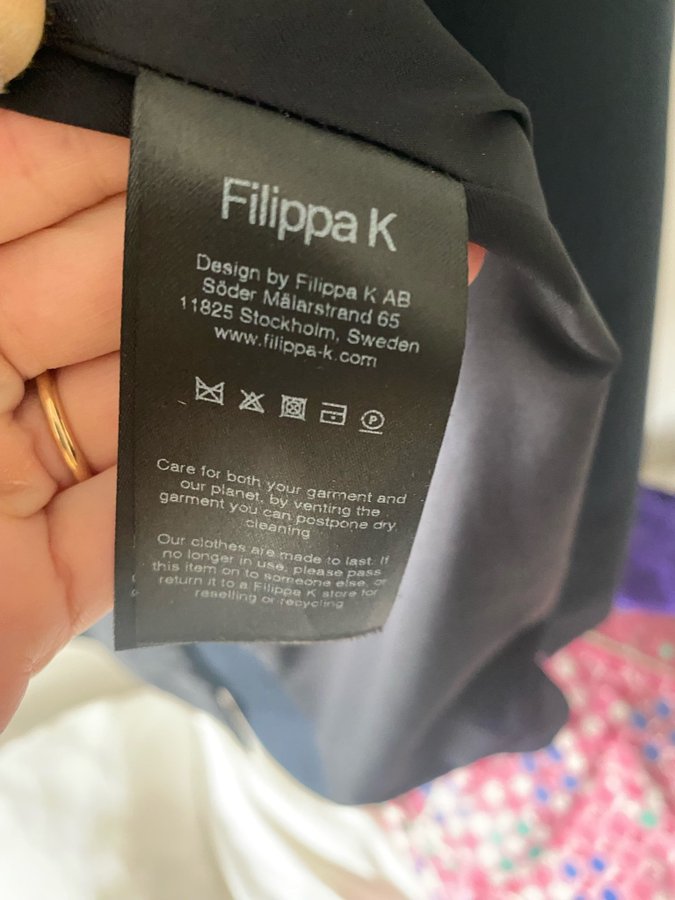 Filippa K
Design by Filippa K AB
Söder Mälarstrand 65
11825 Stockholm, Sweden
www.filippa-k.com
P
Care for both your garment and
our planet, by venting the
garment you can postpone dry
cleaning
Our clothes are made to last. If
no longer in use, please pass
this item on to someone else, or
return it to a Filippa K store for
reselling or recycling